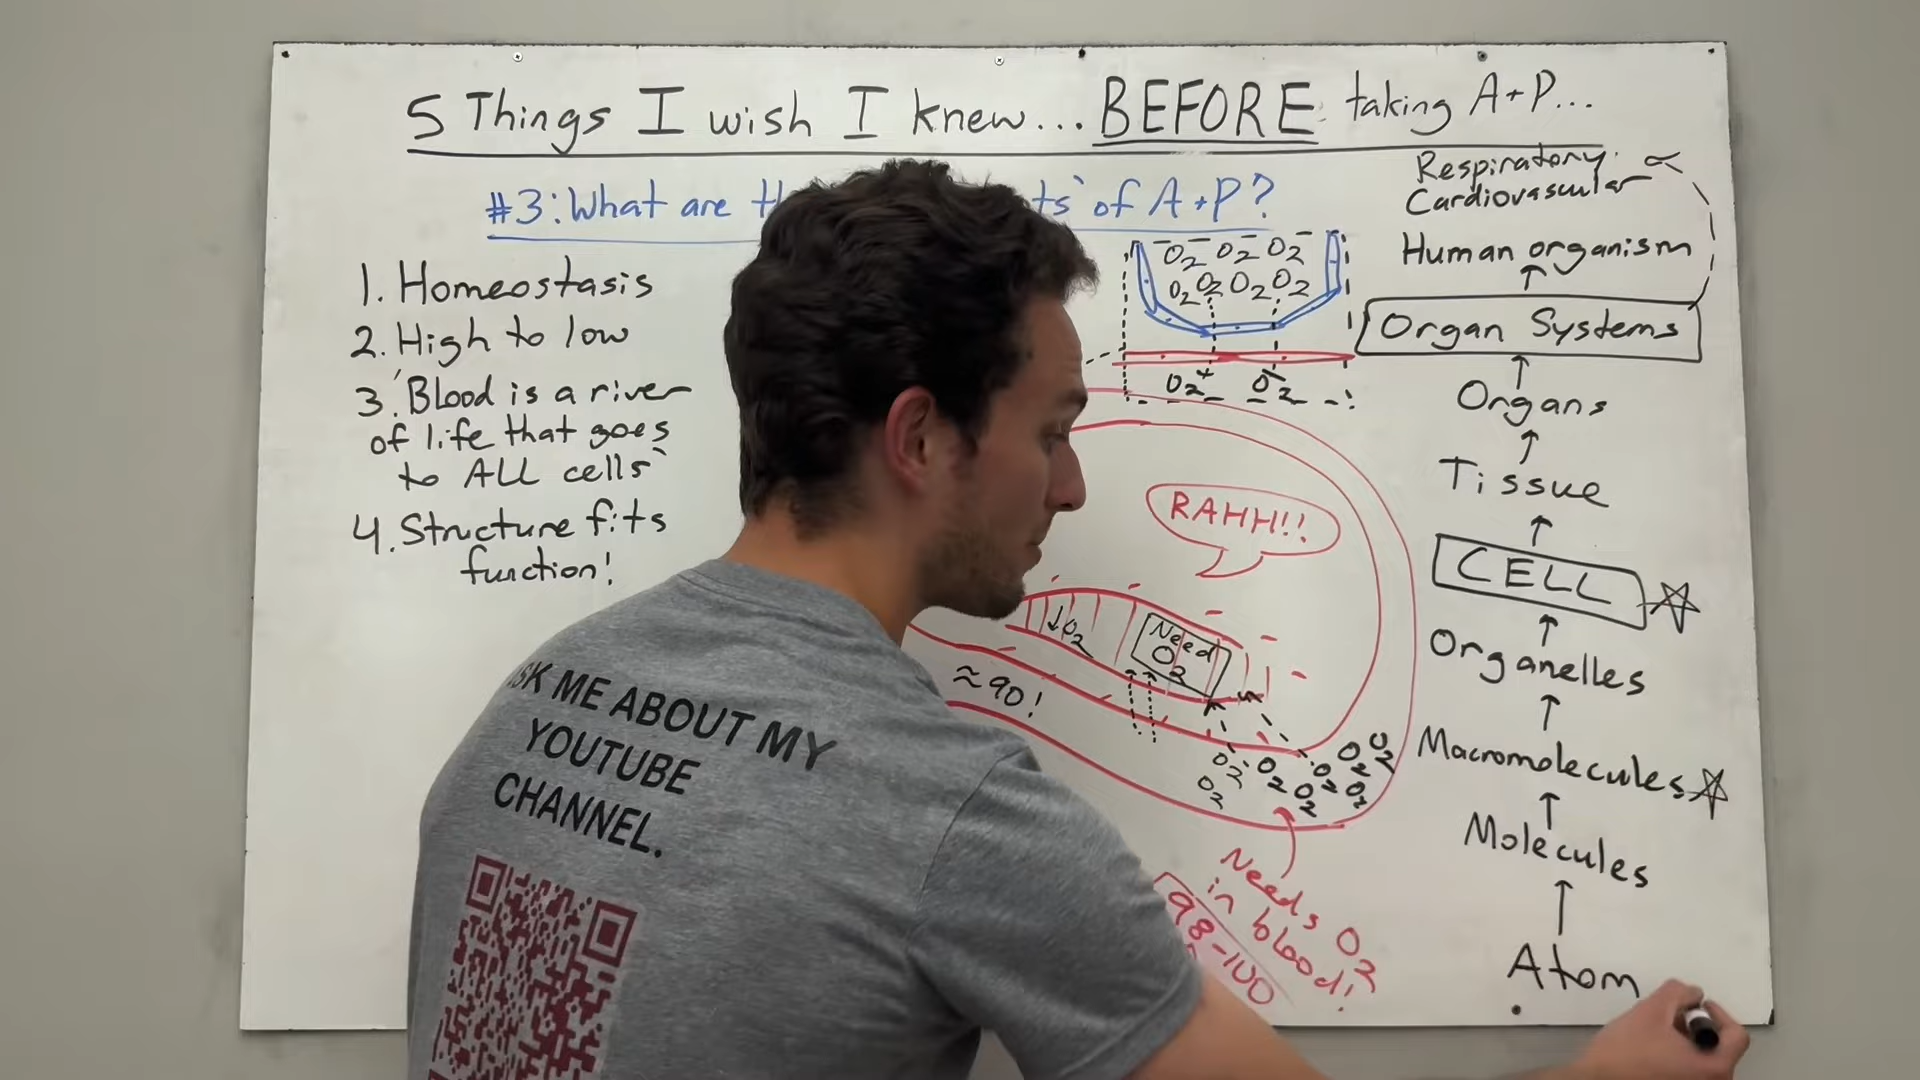 5 Things I wish I knew... BEFORE taking A+P...
#3: What are th ts" of A+P?
1. Homeostasis
2. High to low
3. "Blood is a river
of life that goes
to ALL cells"
4. Structure fits
function!
O2 O2 O2
O2 O2 O2 O2
O2 O2
RAHH!!
↓O2
Need
O2
≈90!
O2 O2 O2 O2 O2
O2 O2 O2
Needs O2
in blood!
98-100
Respiratory
Cardiovascular
Human organism
Organ Systems
Organs
Tissue
CELL
Organelles
Macromolecules
Molecules
Atom
SK ME ABOUT MY
YOUTUBE
CHANNEL.